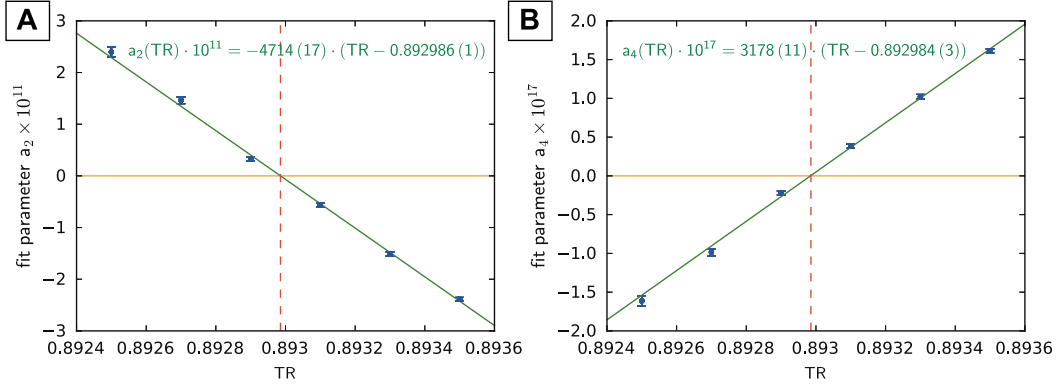 A
a₂(TR) · 10¹¹ = −4714 (17) · (TR − 0.892986 (1))
fit parameter a₂ × 10¹¹
3
2
1
0
−1
−2
−3
0.8924 0.8926 0.8928 0.893 0.8932 0.8934 0.8936
TR
B
a₄(TR) · 10¹⁷ = 3178 (11) · (TR − 0.892984 (3))
fit parameter a₄ × 10¹⁷
2.0
1.5
1.0
0.5
0.0
−0.5
−1.0
−1.5
−2.0
0.8924 0.8926 0.8928 0.893 0.8932 0.8934 0.8936
TR